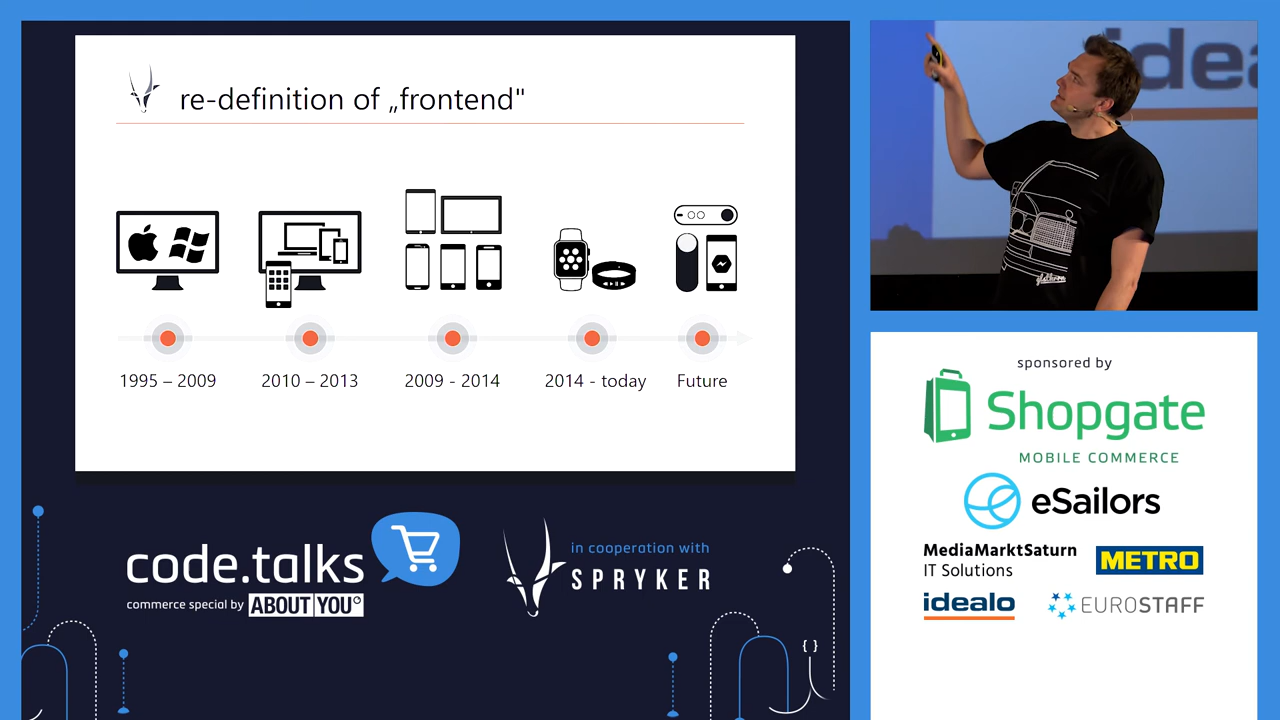 re-definition of „frontend"
1995 – 2009
2010 – 2013
2009 - 2014
2014 - today
Future
code.talks
commerce special by ABOUT YOU°
in cooperation with
SPRYKER
{ }
idea
sponsored by
Shopgate
MOBILE COMMERCE
eSailors
MediaMarktSaturn
IT Solutions
METRO
idealo
EUROSTAFF